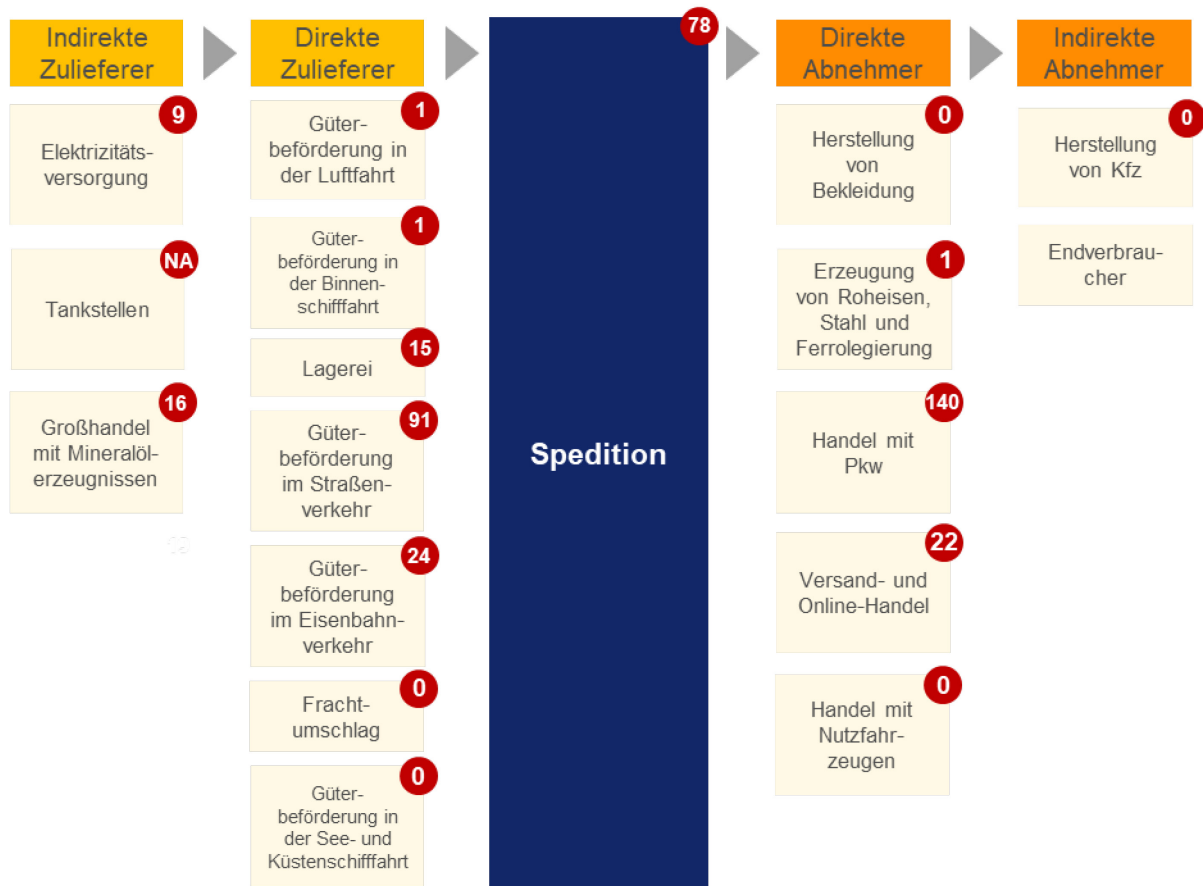 Indirekte
Zulieferer
9
Elektrizitäts-
versorgung
NA
Tankstellen
16
Großhandel
mit Mineralöl-
erzeugnissen
Direkte
Zulieferer
1
Güter-
beförderung in
der Luftfahrt
1
Güter-
beförderung in
der Binnen-
schifffahrt
15
Lagerei
91
Güter-
beförderung
im Straßen-
verkehr
24
Güter-
beförderung
im Eisenbahn-
verkehr
0
Fracht-
umschlag
0
Güter-
beförderung in
der See- und
Küstenschifffahrt
78
Spedition
Direkte
Abnehmer
0
Herstellung
von
Bekleidung
1
Erzeugung
von Roheisen,
Stahl und
Ferrolegierung
140
Handel mit
Pkw
22
Versand- und
Online-Handel
0
Handel mit
Nutzfahr-
zeugen
Indirekte
Abnehmer
0
Herstellung
von Kfz
Endverbrau-
cher